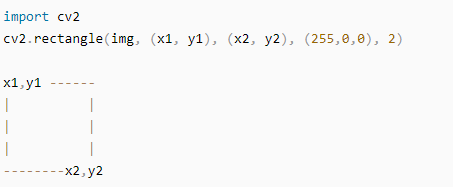 import cv2
cv2.rectangle(img, (x1, y1), (x2, y2), (255,0,0), 2)
x1,y1 ------
|          |
|          |
|          |
--------x2,y2